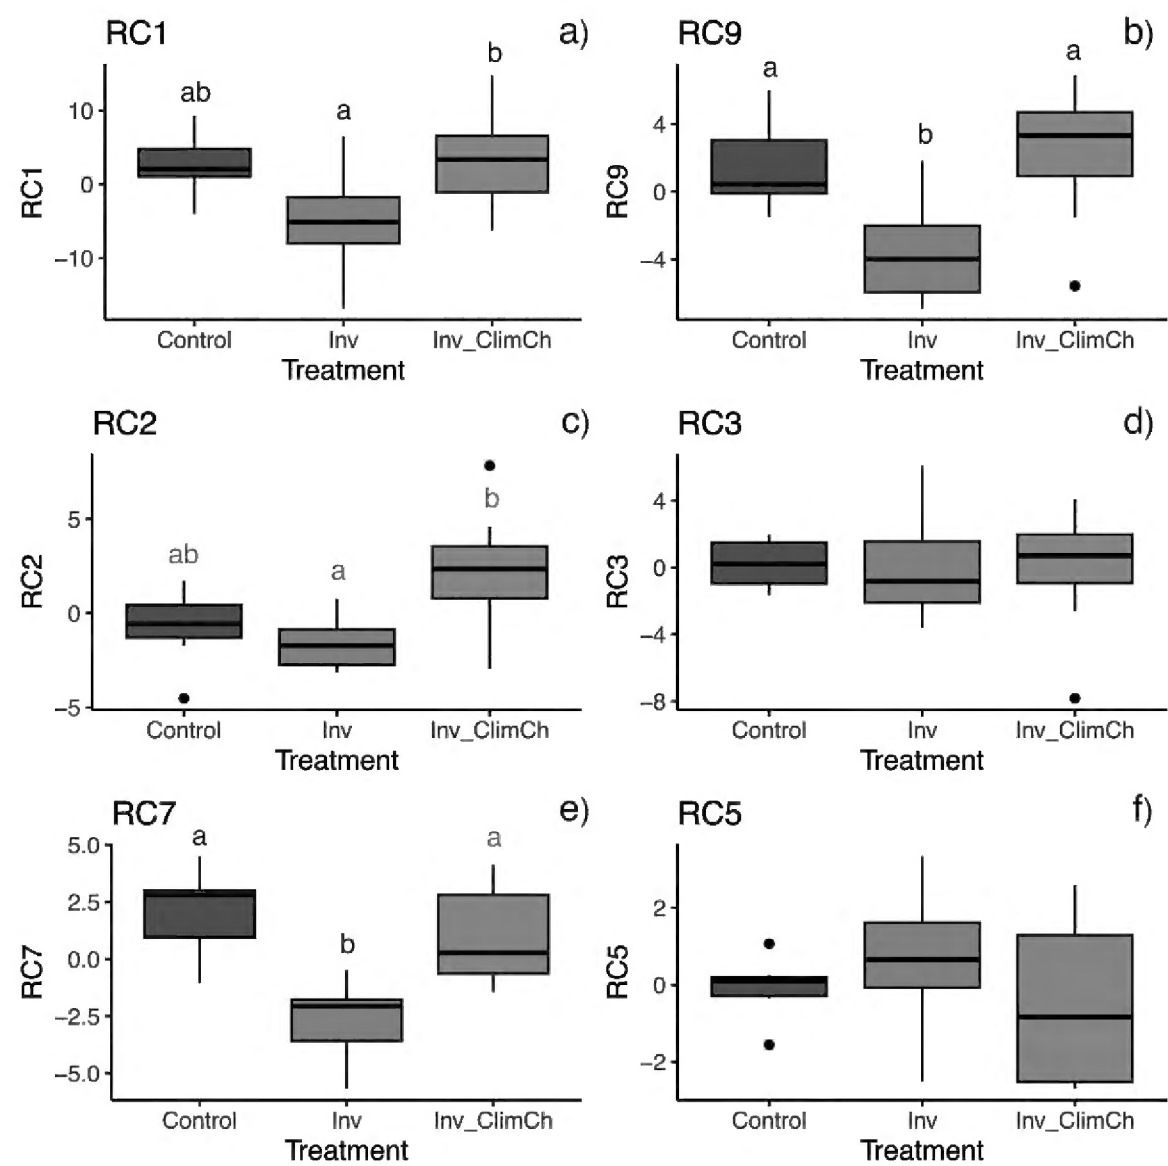 RC1 a)
ab
a
b
10
0
−10
RC1
Control Inv Inv_ClimCh
Treatment
RC9 b)
a
b
a
4
0
−4
RC9
Control Inv Inv_ClimCh
Treatment
RC2 c)
ab
a
b
5
0
−5
RC2
Control Inv Inv_ClimCh
Treatment
RC3 d)
4
0
−4
−8
RC3
Control Inv Inv_ClimCh
Treatment
RC7 e)
a
b
a
5.0
2.5
0.0
−2.5
−5.0
RC7
Control Inv Inv_ClimCh
Treatment
RC5 f)
2
0
−2
RC5
Control Inv Inv_ClimCh
Treatment